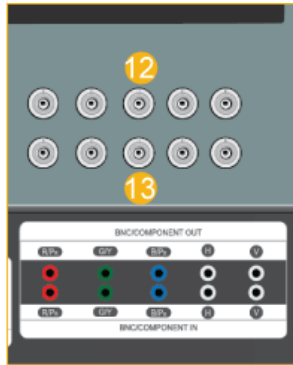 12
13
BNC/COMPONENT OUT
R/PR G/Y B/PB H V
R/PR G/Y B/PB H V
BNC/COMPONENT IN